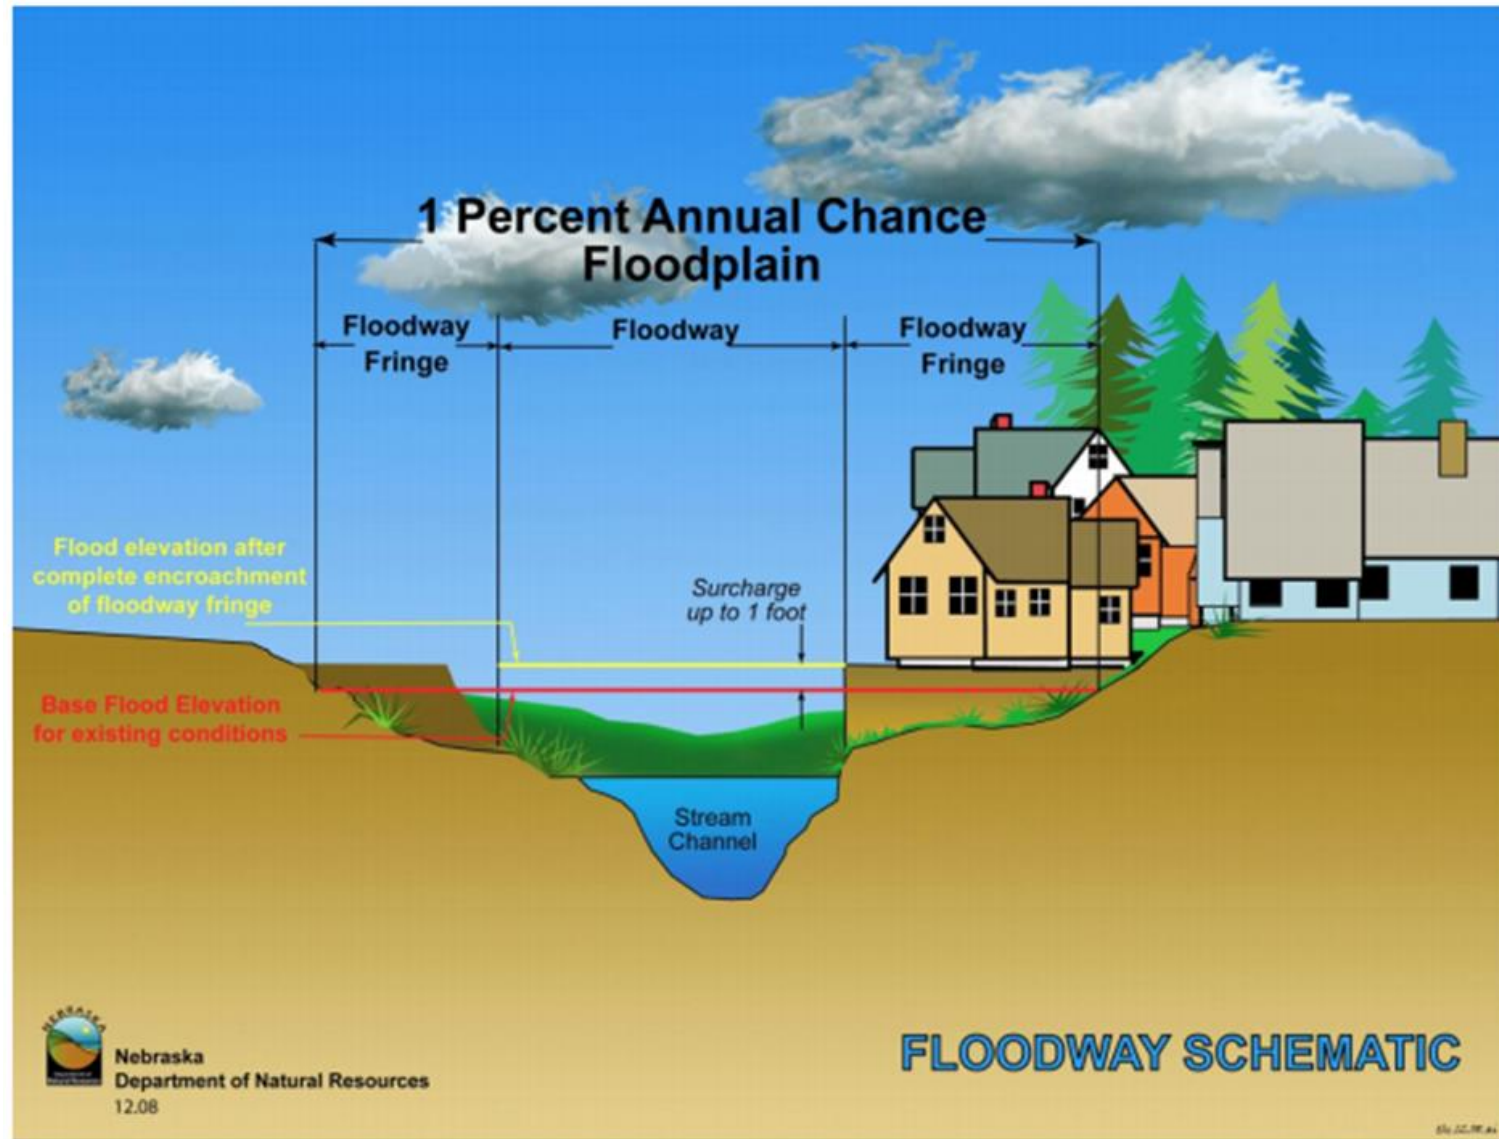 1 Percent Annual Chance
Floodplain
Floodway
Fringe
Floodway
Floodway
Fringe
Flood elevation after
complete encroachment
of floodway fringe
Surcharge
up to 1 foot
Base Flood Elevation
for existing conditions
Stream
Channel
NEBRASKA
Nebraska
Department of Natural Resources
12.08
FLOODWAY SCHEMATIC